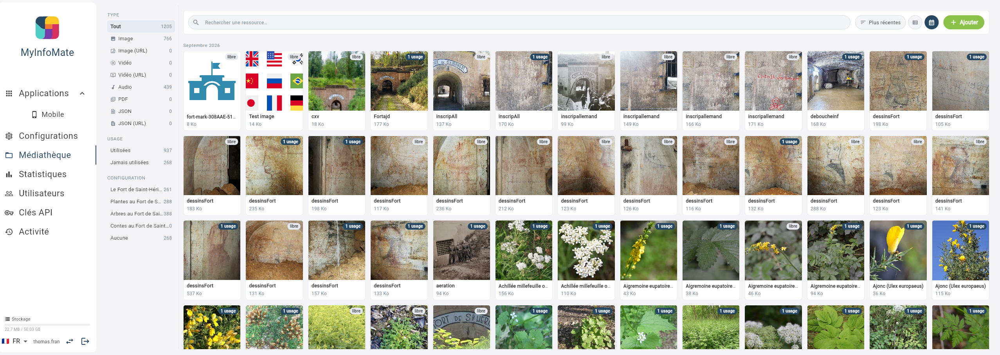 MyInfoMate
Applications
Mobile
Configurations
Médiathèque
Statistiques
Utilisateurs
Clés API
Activité
Stockage
22.7 MB / 50.00 GB
FR
thomas.fran
TYPE
Tout 1205
Image 766
Image (URL) 0
Vidéo 0
Vidéo (URL) 0
Audio 439
PDF 0
JSON 0
JSON (URL) 0
USAGE
Utilisées 937
Jamais utilisées 268
CONFIGURATION
Le Fort de Saint-Héri... 261
Plantes au Fort de S... 288
Arbres au Fort de Sai... 388
Contes au Fort de Saint... 0
Aucune 268
Rechercher une ressource...
Plus récentes
Ajouter
Septembre 2026
libre libre libre 1 usage libre 1 usage libre libre libre libre 1 usage 1 usage 1 usage
Eintritt verboten
fort-mark-308AAE-51... Test image cxv Fortajd inscripAll inscripAll inscripallemand inscripallemand inscripallemand inscripallemand deboucheinf dessinsFort dessinsFort
8 Ko 14 Ko 18 Ko 177 Ko 137 Ko 170 Ko 99 Ko 149 Ko 166 Ko 171 Ko 168 Ko 198 Ko 105 Ko
libre 1 usage 1 usage libre libre libre libre libre libre 1 usage libre libre libre
dessinsFort dessinsFort dessinsFort dessinsFort dessinsFort dessinsFort dessinsFort dessinsFort dessinsFort dessinsFort dessinsFort dessinsFort dessinsFort
183 Ko 235 Ko 198 Ko 117 Ko 236 Ko 212 Ko 123 Ko 126 Ko 116 Ko 132 Ko 288 Ko 123 Ko 141 Ko
1 usage libre 1 usage 1 usage 1 usage 1 usage 1 usage 1 usage 1 usage libre 1 usage 1 usage 1 usage
dessinsFort dessinsFort dessinsFort dessinsFort aeration Achillée millefeuille o... Achillée millefeuille o... Aigremoine eupatoire... Aigremoine eupatoire... Aigremoine eupatoire... Aigremoine eupatoire... Ajonc (Ulex europaeus) Ajonc (Ulex europaeus)
537 Ko 131 Ko 157 Ko 133 Ko 94 Ko 156 Ko 110 Ko 43 Ko 38 Ko 46 Ko 94 Ko 36 Ko 115 Ko
1 usage 1 usage libre libre libre 1 usage 1 usage 1 usage 1 usage 1 usage 1 usage 1 usage 1 usage